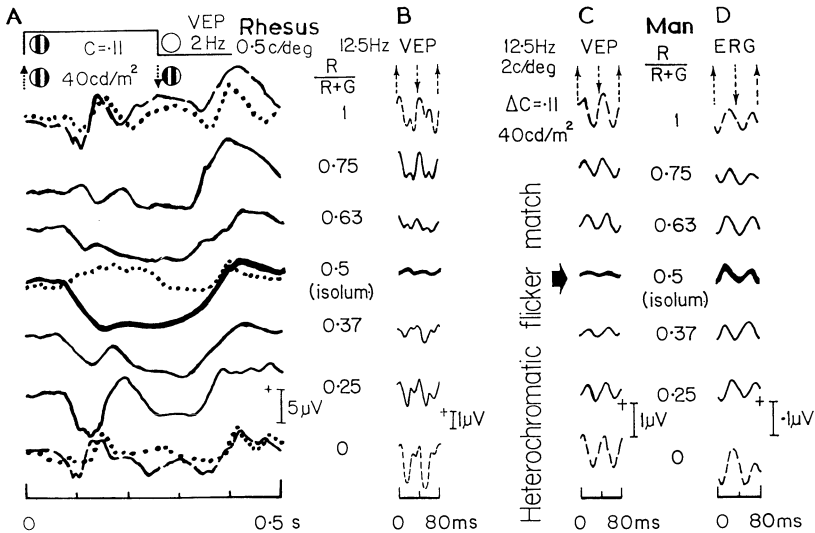 A
VEP
2Hz
Rhesus
0·5c/deg
C=·11
40cd/m²
R
R+G
1
0·75
0·63
0·5
(isolum)
0·37
0·25
0
+
5µV
0
0·5 s
B
12·5Hz VEP
+
1µV
0 80ms
C
Man
D
12·5Hz VEP
2c/deg
ΔC=·11
40cd/m²
R
R+G
ERG
1
0·75
0·63
0·5
(isolum)
0·37
0·25
0
Heterochromatic flicker match
+
1µV
+
·1µV
0 80ms
0 80ms